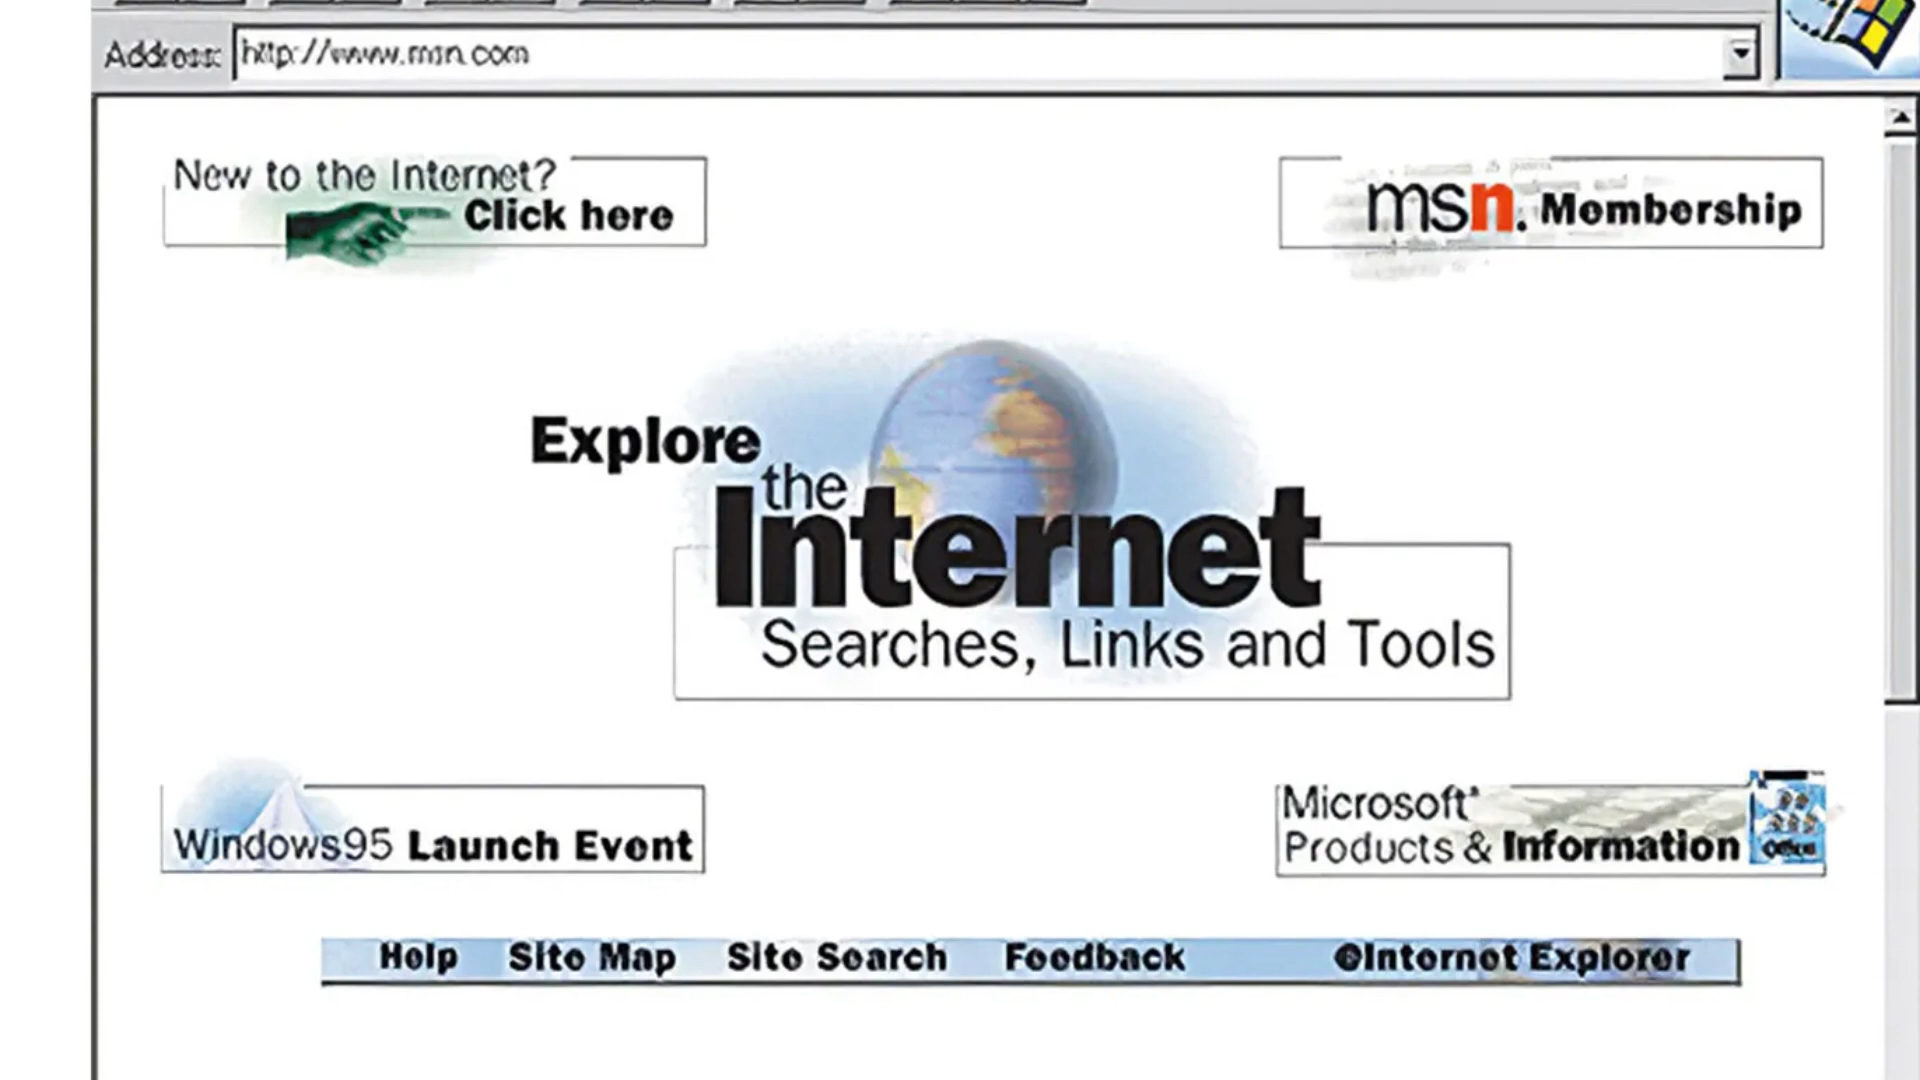 Address: http://www.msn.com
New to the Internet?
Click here
msn. Membership
Explore
the
Internet
Searches, Links and Tools
Windows95 Launch Event
Microsoft®
Products & Information
Office
Help Site Map Site Search Feedback @Internet Explorer